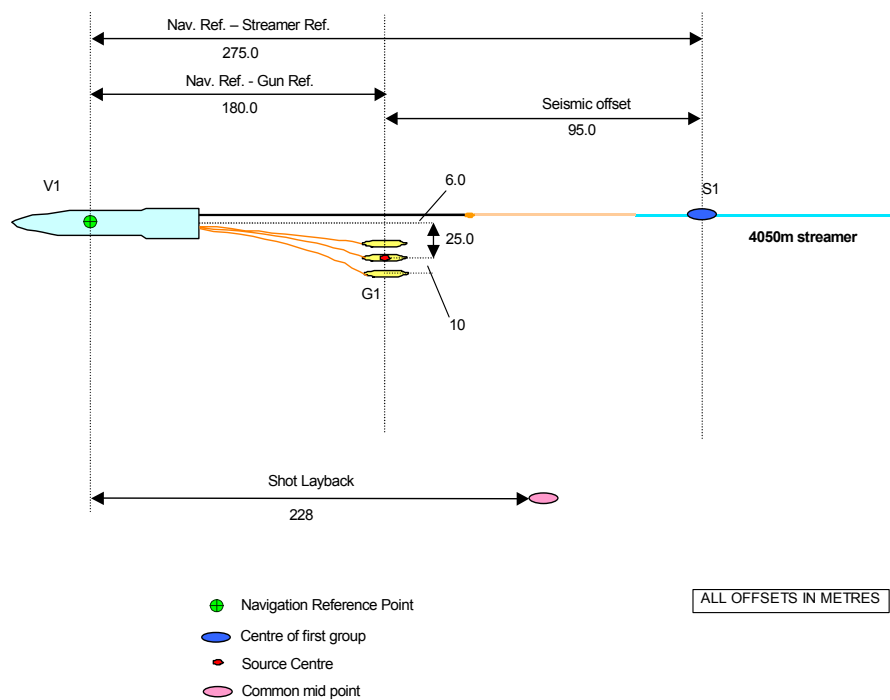 Nav. Ref. – Streamer Ref.
275.0
Nav. Ref. - Gun Ref.
180.0
Seismic offset
95.0
V1
6.0
S1
25.0
4050m streamer
G1
10
Shot Layback
228
Navigation Reference Point
ALL OFFSETS IN METRES
Centre of first group
Source Centre
Common mid point